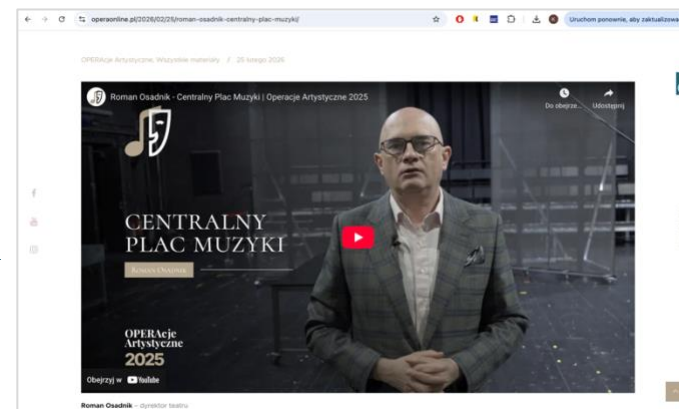 operaonline.pl/2026/02/25/roman-osadnik-centralny-plac-muzyki/
Uruchom ponownie, aby zaktualizowa
OPERAcje Artystyczne, Wszystkie materiały / 25 lutego 2026
Roman Osadnik - Centralny Plac Muzyki | Operacje Artystyczne 2025
Do obejrze...
Udostępnij
CENTRALNY
PLAC MUZYKI
ROMAN OSADNIK
OPERAcje
Artystyczne
2025
Obejrzyj w YouTube
Roman Osadnik – dyrektor teatru